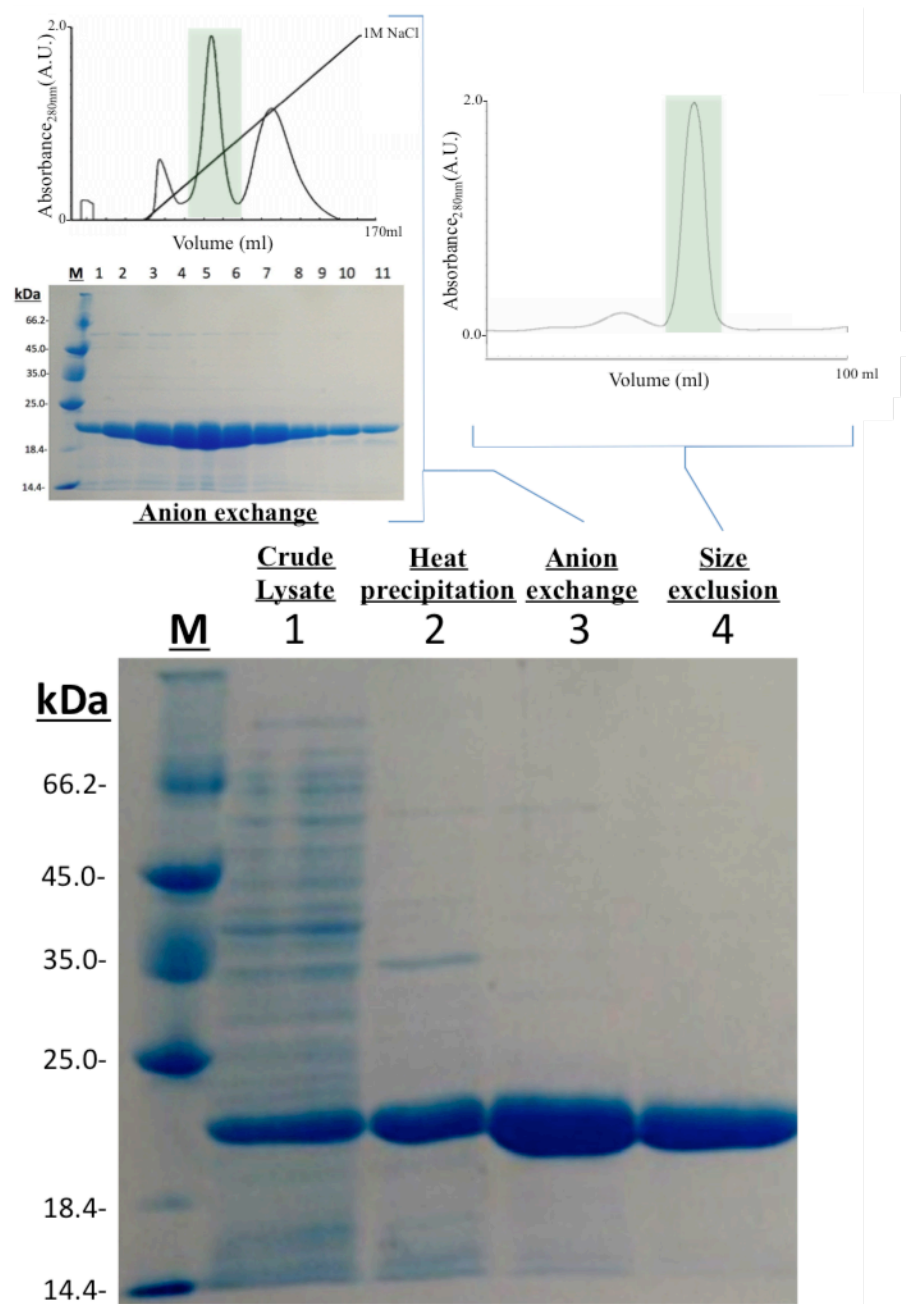 2.0
Absorbance280nm(A.U.)
0
1M NaCl
Volume (ml)
170ml
M 1 2 3 4 5 6 7 8 9 10 11
kDa
66.2-
45.0-
35.0-
25.0-
18.4-
14.4-
Anion exchange
2.0
Absorbance280nm(A.U.)
0.0
Volume (ml)
100 ml
Crude Lysate
Heat precipitation
Anion exchange
Size exclusion
M 1 2 3 4
kDa
66.2-
45.0-
35.0-
25.0-
18.4-
14.4-